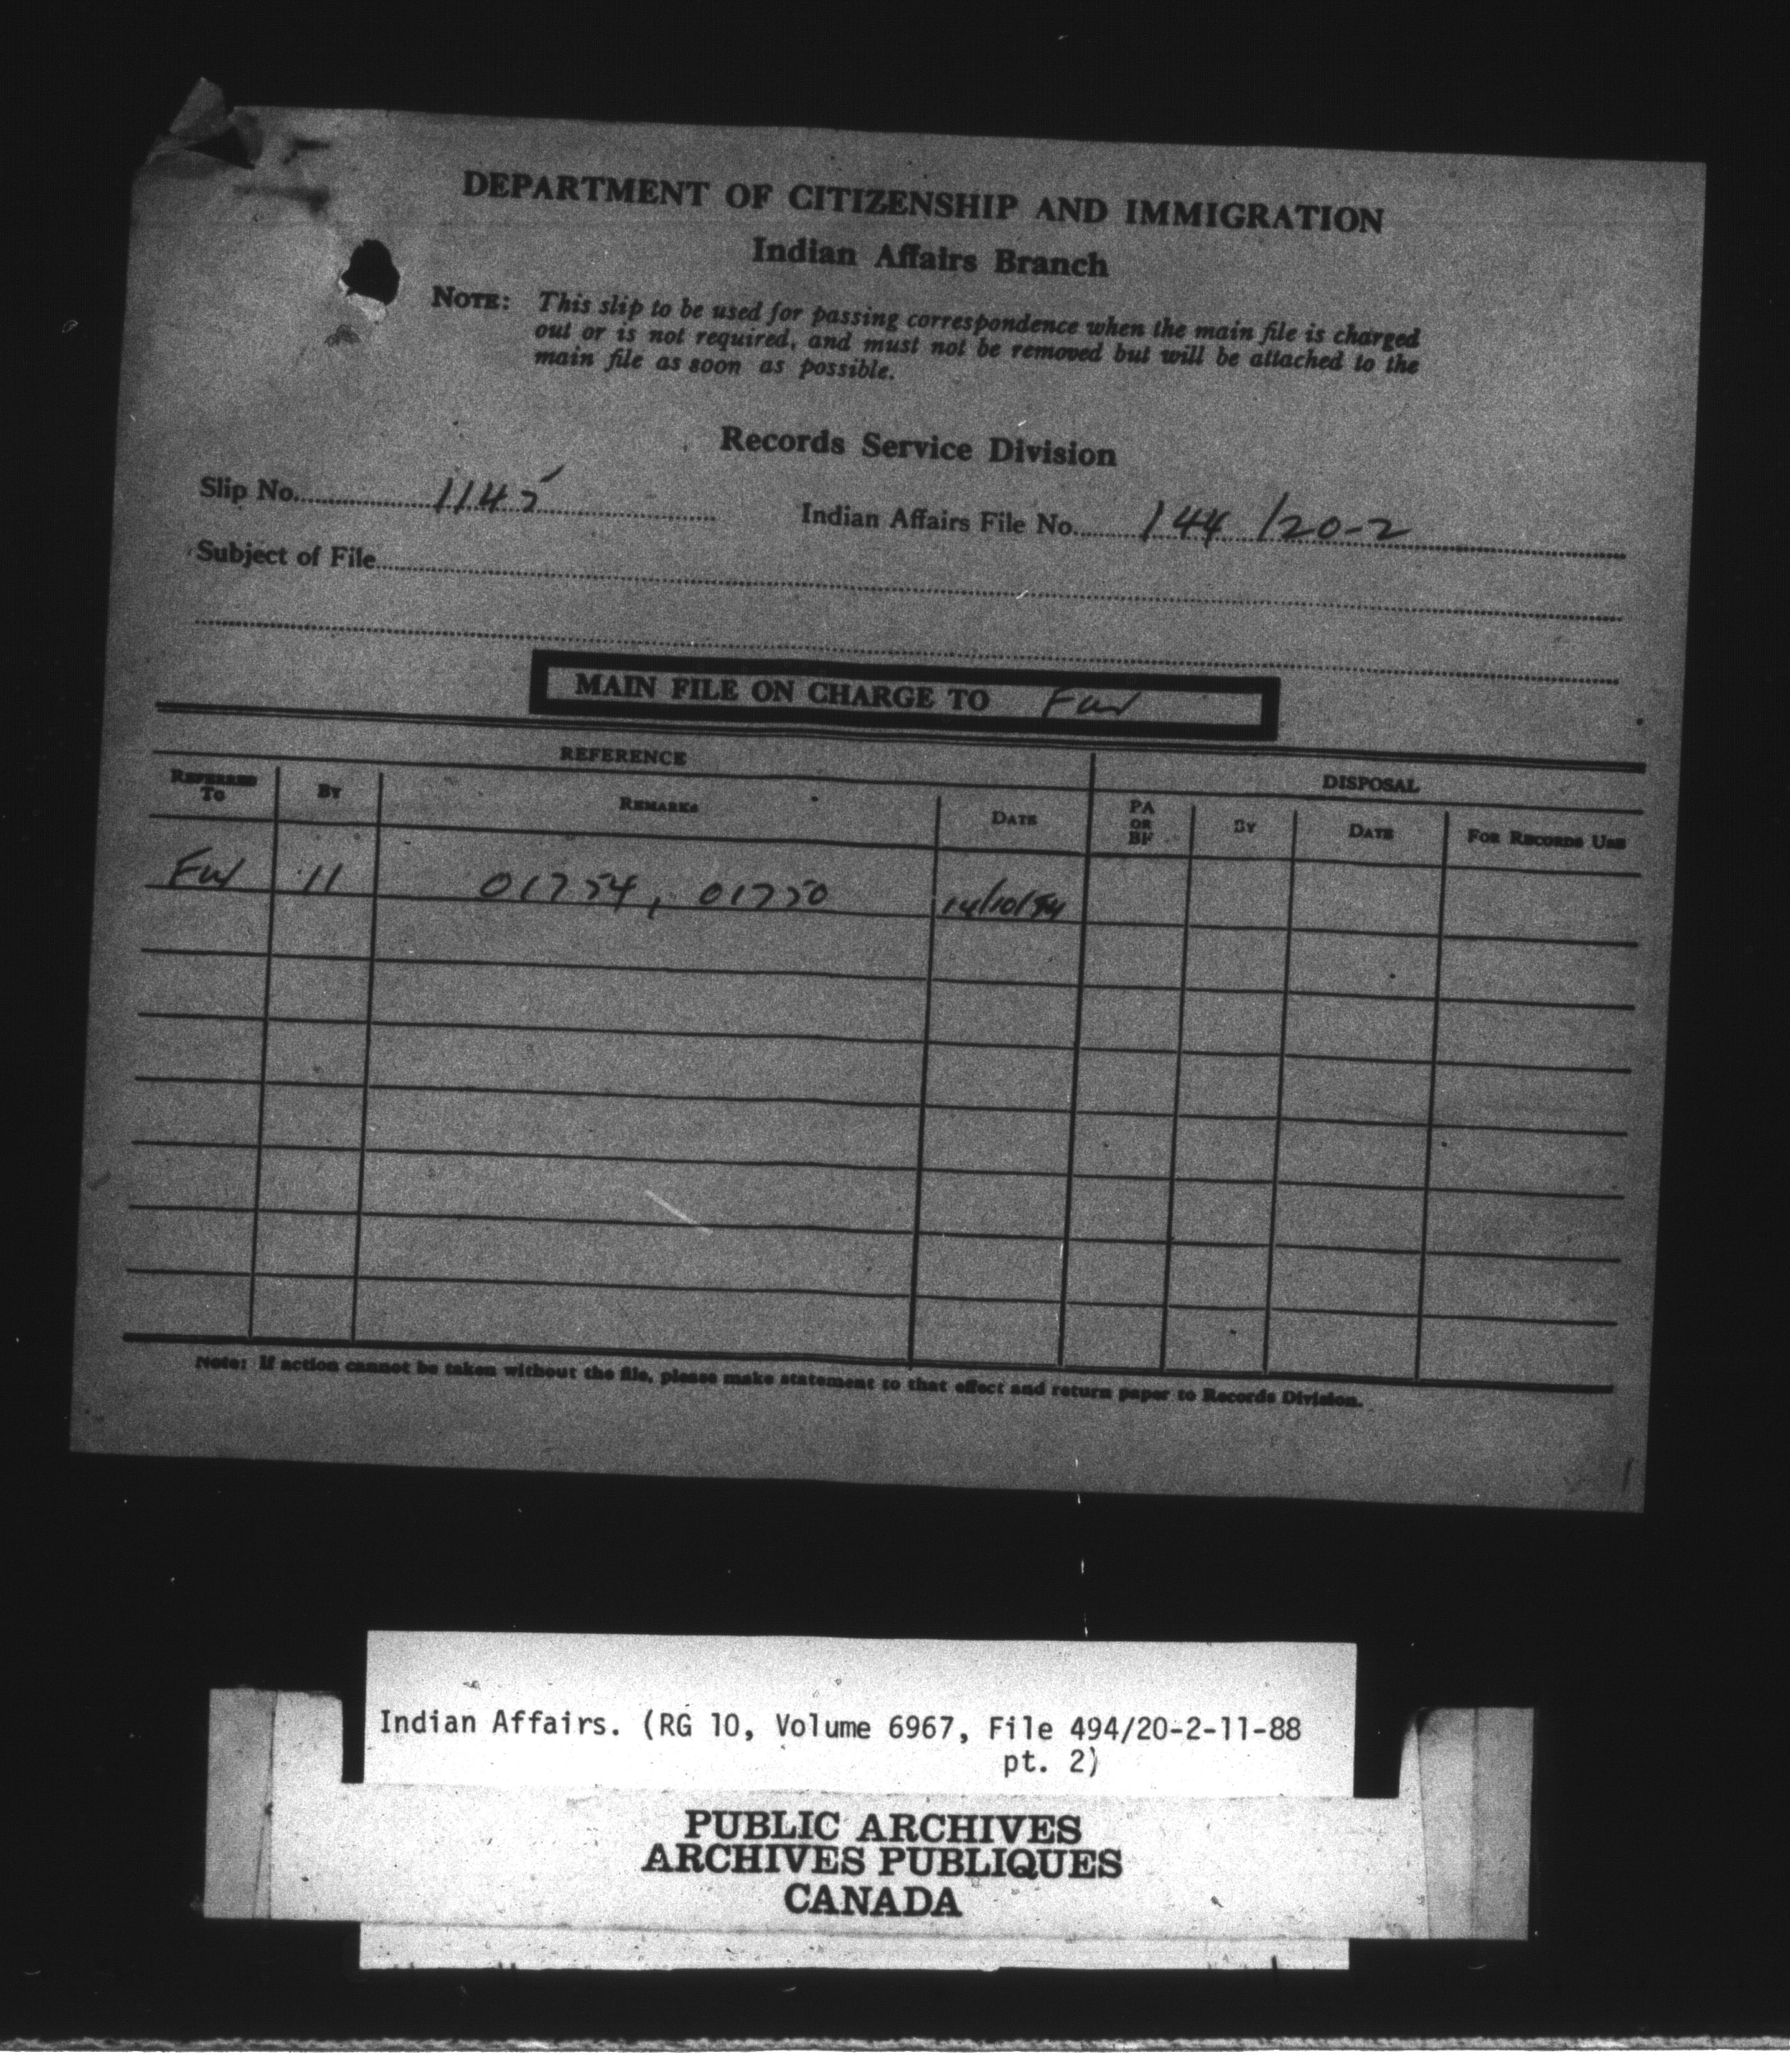 DEPARTMENT OF CITIZENSHIP AND IMMIGRATION
Indian Affairs Branch
NOTE: This slip to be used for passing correspondence when the main file is charged
out or is not required, and must not be removed but will be attached to the
main file as soon as possible.
Records Service Division
Slip No. 1145
Indian Affairs File No. 144/20-2
Subject of File
MAIN FILE ON CHARGE TO Fur
REFERENCE DISPOSAL
REFERRED TO BY REMARKS DATE PA OR BF BY DATE FOR RECORDS USE
Fur 11 14/10/54
Note: If action cannot be taken without the file, please make statement to that effect and return paper to Records Division.
Indian Affairs. (RG 10, Volume 6967, File 494/20-2-11-88
pt. 2)
PUBLIC ARCHIVES
ARCHIVES PUBLIQUES
CANADA